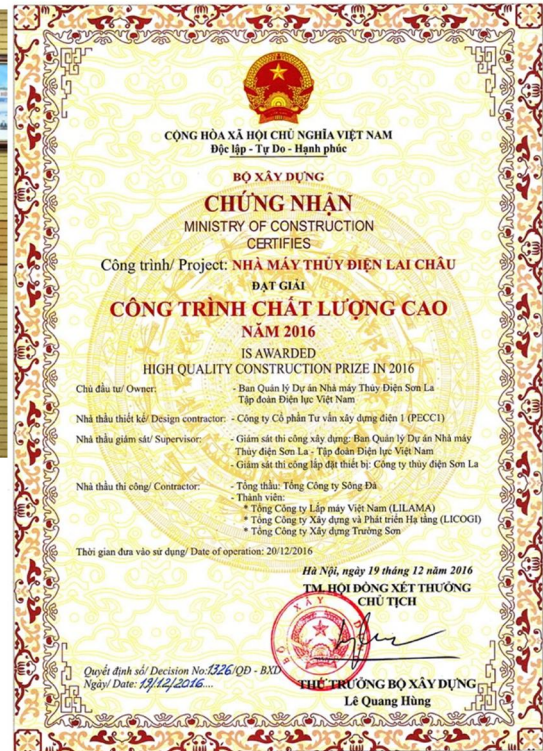 CỘNG HÒA XÃ HỘI CHỦ NGHĨA VIỆT NAM
Độc lập - Tự Do - Hạnh phúc
BỘ XÂY DỰNG
CHỨNG NHẬN
MINISTRY OF CONSTRUCTION
CERTIFIES
Công trình/ Project: NHÀ MÁY THỦY ĐIỆN LAI CHÂU
ĐẠT GIẢI
CÔNG TRÌNH CHẤT LƯỢNG CAO
NĂM 2016
IS AWARDED
HIGH QUALITY CONSTRUCTION PRIZE IN 2016
Chủ đầu tư/ Owner: - Ban Quản lý Dự án Nhà máy Thủy Điện Sơn La
Tập đoàn Điện lực Việt Nam
Nhà thầu thiết kế/ Design contractor: - Công ty Cổ phần Tư vấn xây dựng điện 1 (PECC1)
Nhà thầu giám sát/ Supervisor: - Giám sát thi công xây dựng: Ban Quản lý Dự án Nhà máy
Thủy điện Sơn La - Tập đoàn Điện lực Việt Nam
- Giám sát thi công lắp đặt thiết bị: Công ty thủy điện Sơn La
Nhà thầu thi công/ Contractor: - Tổng thầu: Tổng Công ty Sông Đà
- Thành viên:
* Tổng Công ty Lắp máy Việt Nam (LILAMA)
* Tổng Công ty Xây dựng và Phát triển Hạ tầng (LICOGI)
* Tổng Công ty Xây dựng Trường Sơn
Thời gian đưa vào sử dụng/ Date of operation: 20/12/2016
Hà Nội, ngày 19 tháng 12 năm 2016
TM. HỘI ĐỒNG XÉT THƯỞNG
CHỦ TỊCH
Quyết định số/ Decision No:1326/QĐ - BXD
Ngày/ Date: 19/12/2016....
THỨ TRƯỞNG BỘ XÂY DỰNG
Lê Quang Hùng